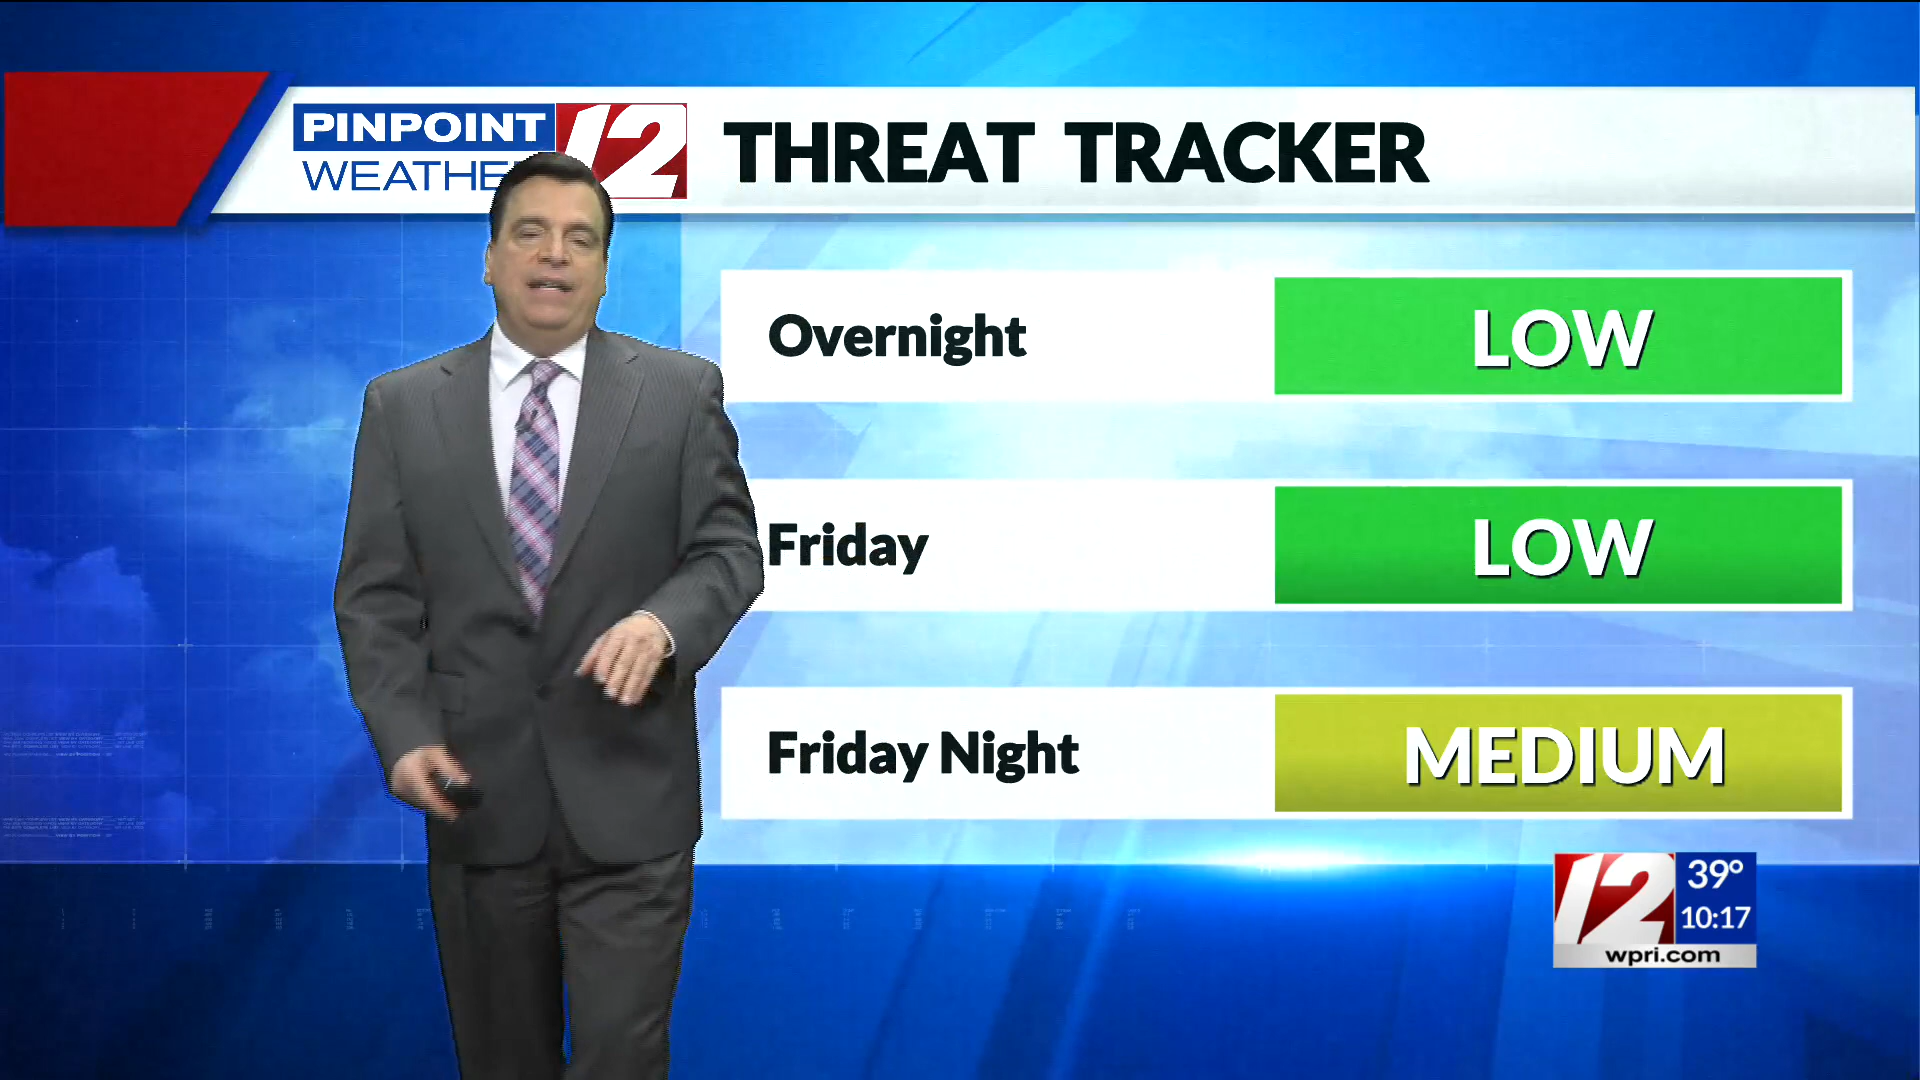 PINPOINT
WEATHE
12
THREAT TRACKER
Overnight
LOW
Friday
LOW
Friday Night
MEDIUM
12
39°
10:17
wpri.com